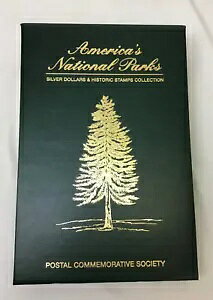 America's
National Parks
SILVER DOLLARS & HISTORIC STAMPS COLLECTION
POSTAL COMMEMORATIVE SOCIETY